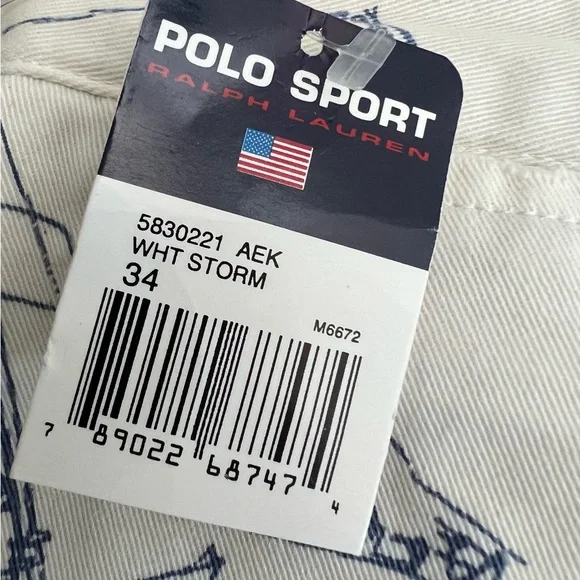 POLO SPORT
RALPH LAUREN
5830221 AEK
WHT STORM
34
M6672
7 89022 68747 4